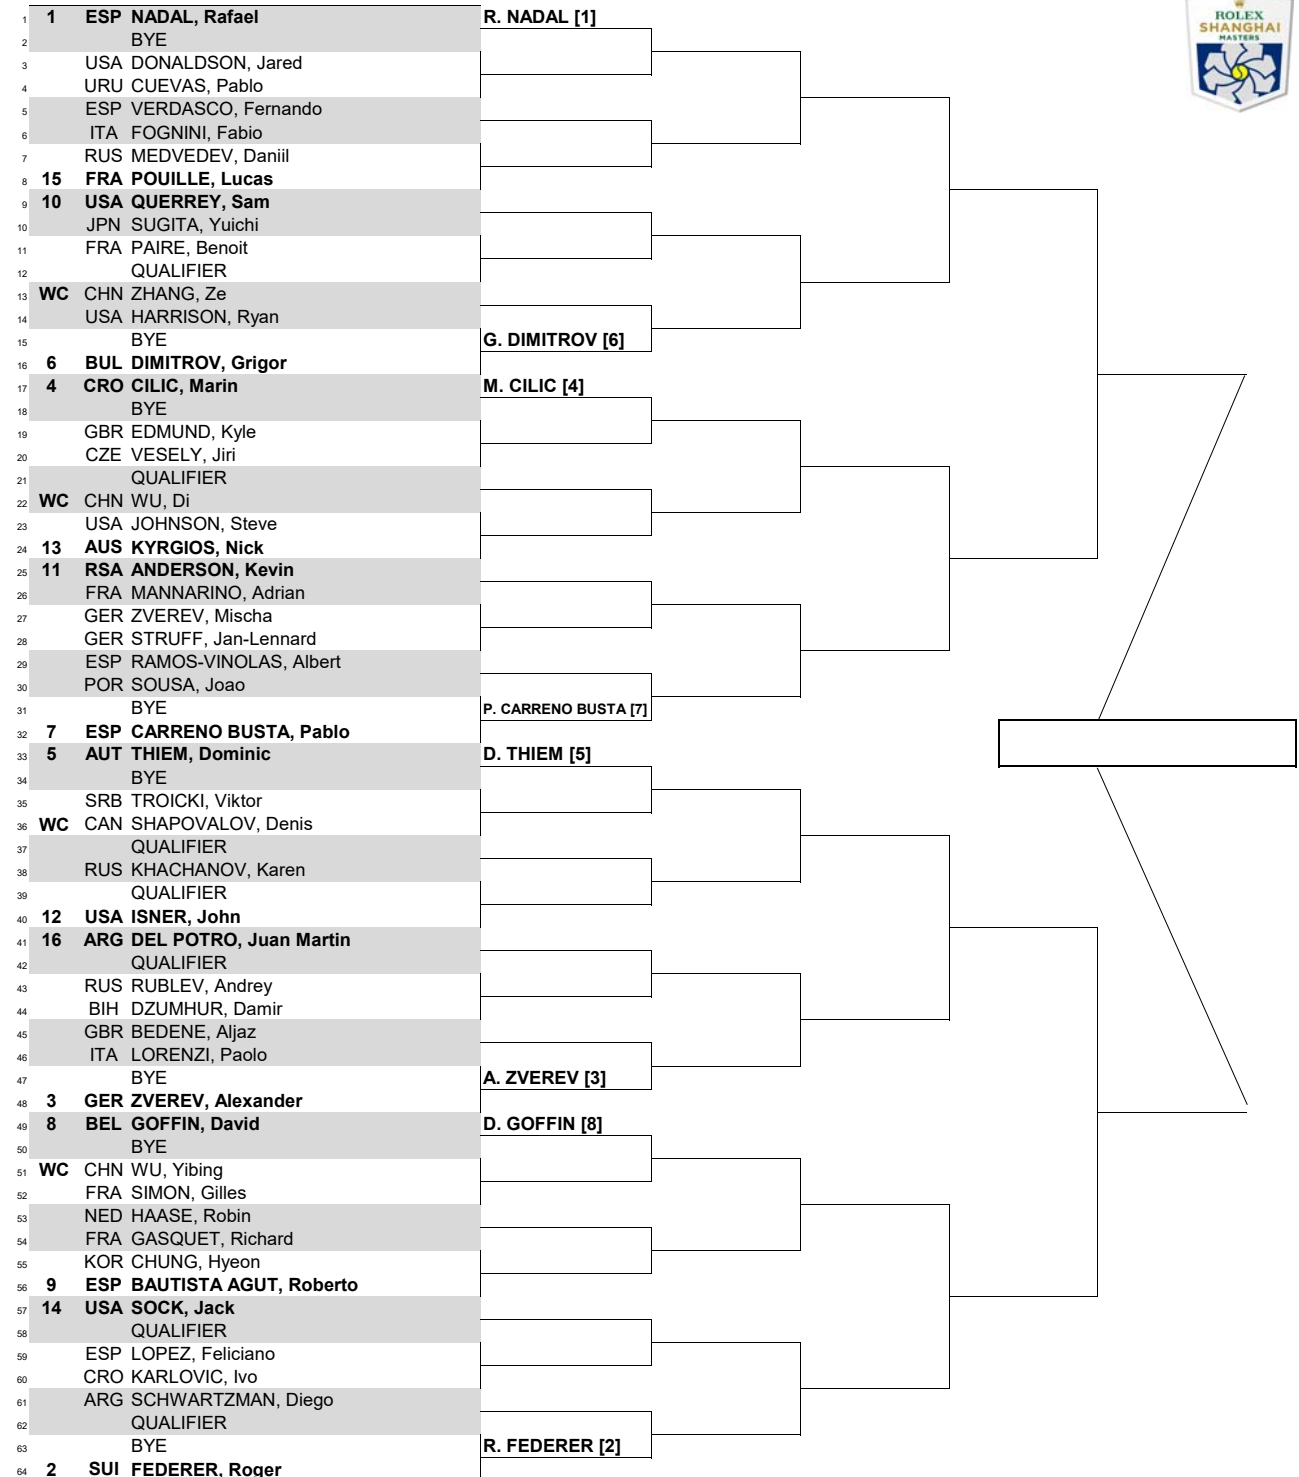 1 1 ESP NADAL, Rafael R. NADAL [1]
ROLEX
SHANGHAI
MASTERS
2 BYE
3 USA DONALDSON, Jared
4 URU CUEVAS, Pablo
5 ESP VERDASCO, Fernando
6 ITA FOGNINI, Fabio
7 RUS MEDVEDEV, Daniil
8 15 FRA POUILLE, Lucas
9 10 USA QUERREY, Sam
10 JPN SUGITA, Yuichi
11 FRA PAIRE, Benoit
12 QUALIFIER
13 WC CHN ZHANG, Ze
14 USA HARRISON, Ryan
15 BYE G. DIMITROV [6]
16 6 BUL DIMITROV, Grigor
17 4 CRO CILIC, Marin M. CILIC [4]
18 BYE
19 GBR EDMUND, Kyle
20 CZE VESELY, Jiri
21 QUALIFIER
22 WC CHN WU, Di
23 USA JOHNSON, Steve
24 13 AUS KYRGIOS, Nick
25 11 RSA ANDERSON, Kevin
26 FRA MANNARINO, Adrian
27 GER ZVEREV, Mischa
28 GER STRUFF, Jan-Lennard
29 ESP RAMOS-VINOLAS, Albert
30 POR SOUSA, Joao
31 BYE P. CARRENO BUSTA [7]
32 7 ESP CARRENO BUSTA, Pablo
33 5 AUT THIEM, Dominic D. THIEM [5]
34 BYE
35 SRB TROICKI, Viktor
36 WC CAN SHAPOVALOV, Denis
37 QUALIFIER
38 RUS KHACHANOV, Karen
39 QUALIFIER
40 12 USA ISNER, John
41 16 ARG DEL POTRO, Juan Martin
42 QUALIFIER
43 RUS RUBLEV, Andrey
44 BIH DZUMHUR, Damir
45 GBR BEDENE, Aljaz
46 ITA LORENZI, Paolo
47 BYE A. ZVEREV [3]
48 3 GER ZVEREV, Alexander
49 8 BEL GOFFIN, David D. GOFFIN [8]
50 BYE
51 WC CHN WU, Yibing
52 FRA SIMON, Gilles
53 NED HAASE, Robin
54 FRA GASQUET, Richard
55 KOR CHUNG, Hyeon
56 9 ESP BAUTISTA AGUT, Roberto
57 14 USA SOCK, Jack
58 QUALIFIER
59 ESP LOPEZ, Feliciano
60 CRO KARLOVIC, Ivo
61 ARG SCHWARTZMAN, Diego
62 QUALIFIER
63 BYE R. FEDERER [2]
64 2 SUI FEDERER, Roger